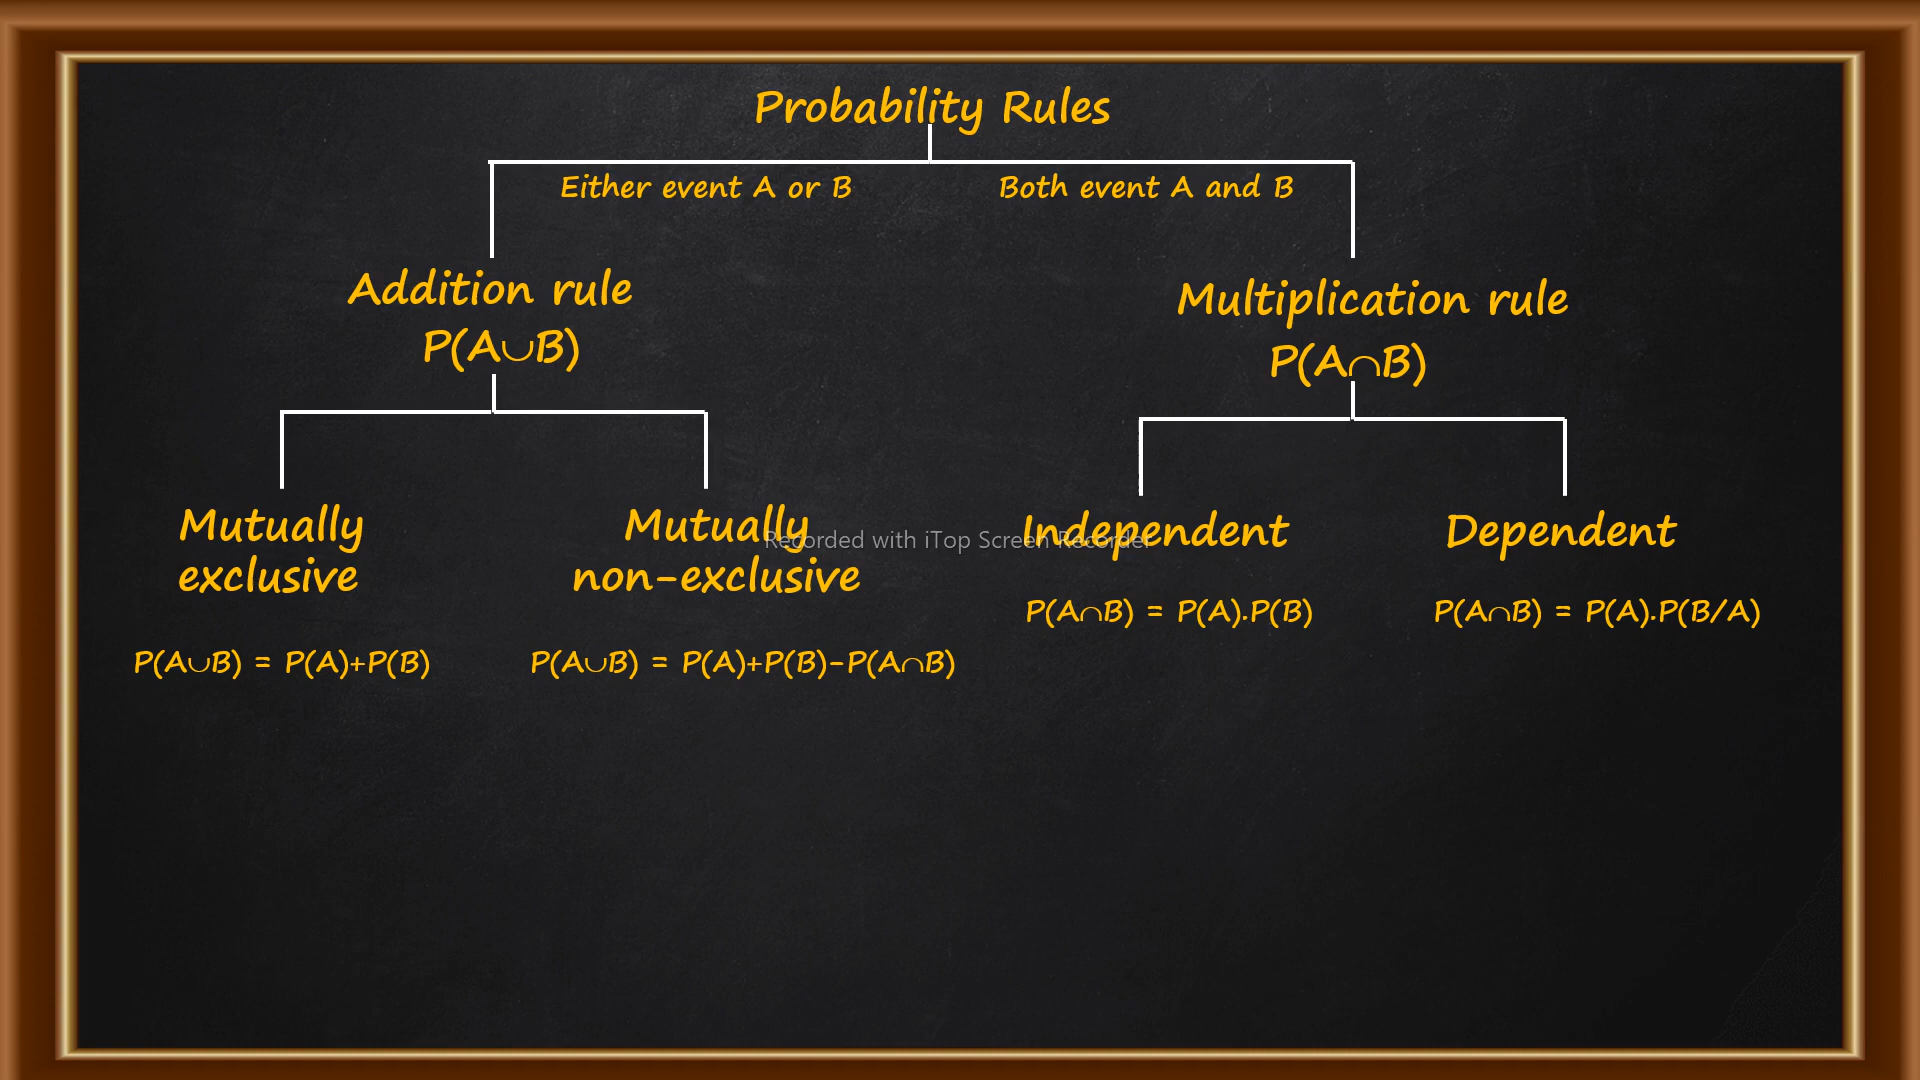 Probability Rules
Either event A or B
Both event A and B
Addition rule
P(A∪B)
Multiplication rule
P(A∩B)
Mutually
exclusive
P(A∪B) = P(A)+P(B)
Mutually
non-exclusive
P(A∪B) = P(A)+P(B)-P(A∩B)
Independent
P(A∩B) = P(A).P(B)
Dependent
P(A∩B) = P(A).P(B/A)
Recorded with iTop Screen Recorder